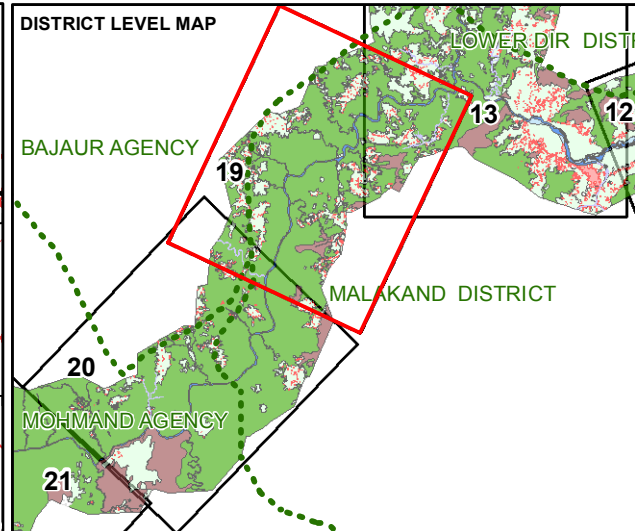 DISTRICT LEVEL MAP
LOWER DIR DISTR
13
12
BAJAUR AGENCY
19
MALAKAND DISTRICT
20
MOHMAND AGENCY
21